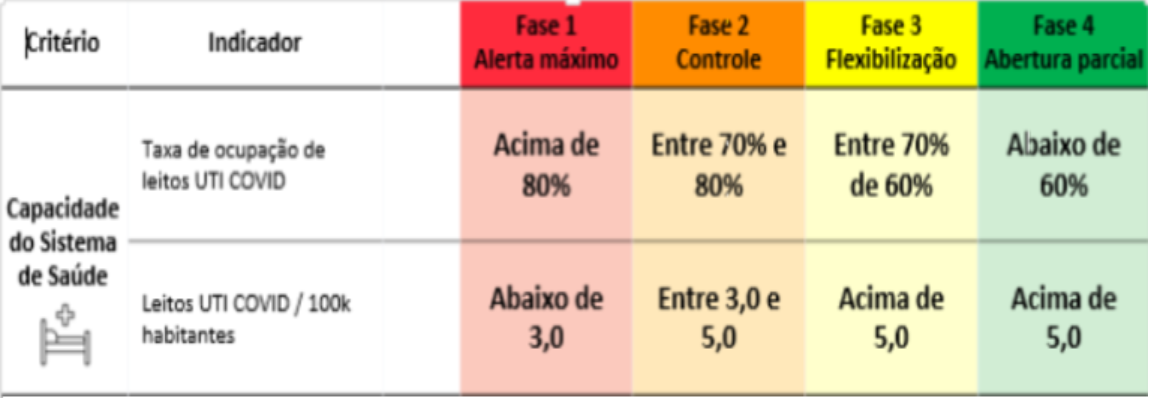 Critério Indicador Fase 1 Fase 2 Fase 3 Fase 4
Alerta máximo Controle Flexibilização Abertura parcial
Capacidade
do Sistema
de Saúde
Taxa de ocupação de
leitos UTI COVID
Acima de
80%
Entre 70% e
80%
Entre 70%
de 60%
Abaixo de
60%
Leitos UTI COVID / 100k
habitantes
Abaixo de
3,0
Entre 3,0 e
5,0
Acima de
5,0
Acima de
5,0